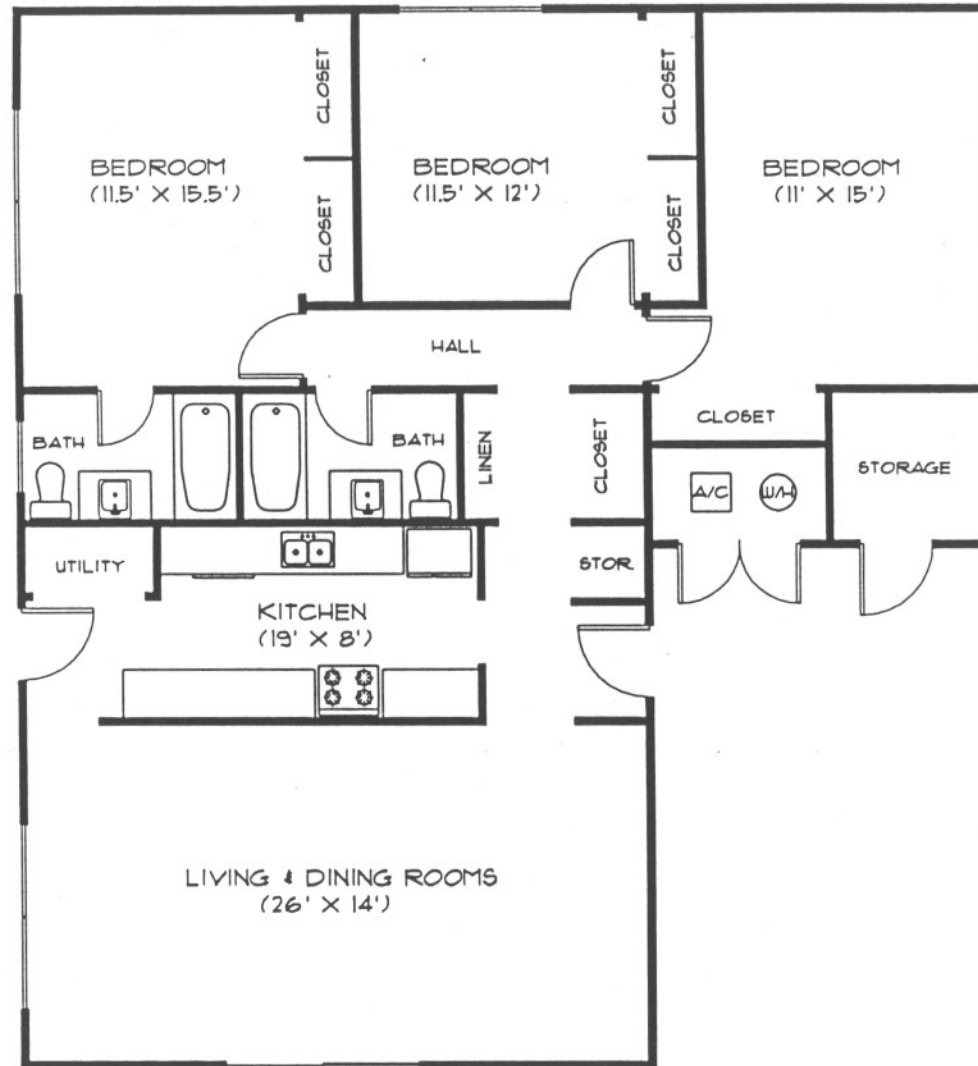 CLOSET
CLOSET
BEDROOM
(11.5' X 15.5')
BEDROOM
(11.5' X 12')
BEDROOM
(11' X 15')
CLOSET
CLOSET
HALL
BATH
BATH
LINEN
CLOSET
CLOSET
STORAGE
A/C
W/H
UTILITY
STOR
KITCHEN
(19' X 8')
LIVING & DINING ROOMS
(26' X 14')